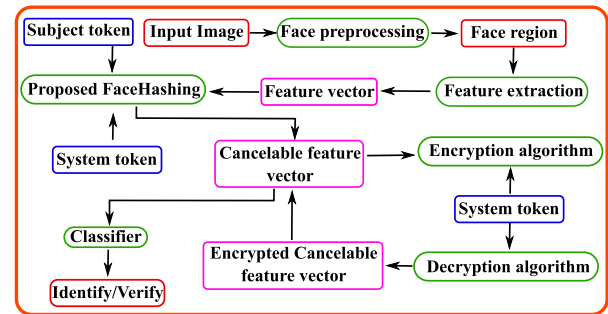 Subject token
Input Image
Face preprocessing
Face region
Proposed FaceHashing
Feature vector
Feature extraction
System token
Cancelable feature
vector
Encryption algorithm
System token
Classifier
Encrypted Cancelable
feature vector
Decryption algorithm
Identify/Verify